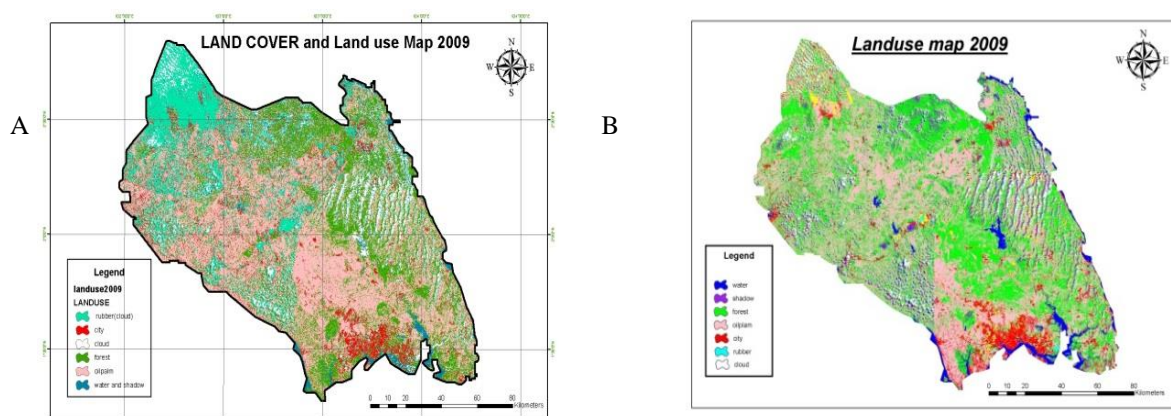 A
LAND COVER and Land use Map 2009
N
W E
S
Legend
landuse2009
LANDUSE
rubber(cloud)
city
cloud
forest
oilpalm
water and shadow
0 10 20 40 60 80
Kilometers
B
Landuse map 2009
N
W E
S
Legend
water
shadow
forest
oilplam
city
rubber
cloud
0 10 20 40 60 80
Kilometers